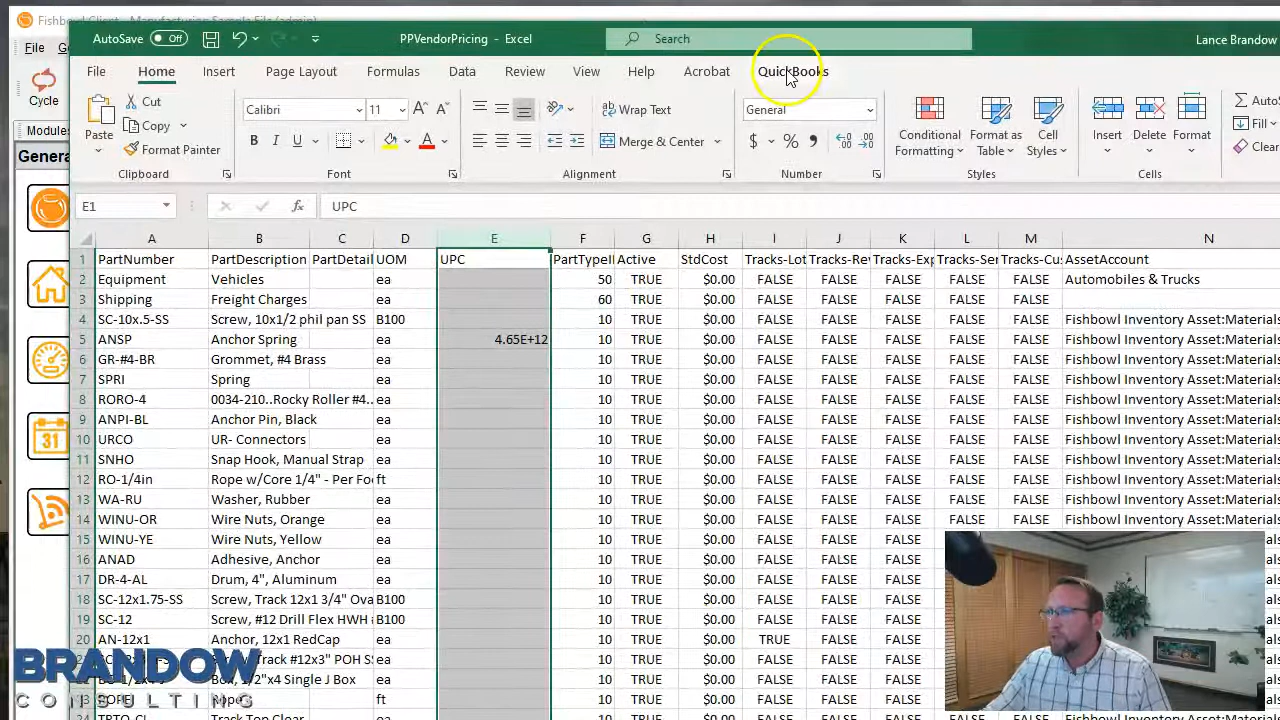 Fishbowl Client - Manufacturing Sample File (admin)
File
AutoSave Off PPVendorPricing - Excel Search Lance Brandow
File Home Insert Page Layout Formulas Data Review View Help Acrobat QuickBooks
Cycle
Modules
General
Paste Cut Copy Format Painter
Clipboard
Calibri 11
B I U
Font
Wrap Text
Merge & Center
Alignment
General
$ % ,
Number
Conditional Formatting Format as Table Cell Styles
Styles
Insert Delete Format
Cells
Fill
Clear
E1 fx UPC
A B C D E F G H I J K L M N
1 PartNumber PartDescription PartDetail UOM UPC PartTypeI Active StdCost Tracks-Lot Tracks-Re Tracks-Exp Tracks-Ser Tracks-Cu AssetAccount
2 Equipment Vehicles ea 50 TRUE $0.00 FALSE FALSE FALSE FALSE FALSE Automobiles & Trucks
3 Shipping Freight Charges ea 60 TRUE $0.00 FALSE FALSE FALSE FALSE FALSE
4 SC-10x.5-SS Screw, 10x1/2 phil pan SS B100 10 TRUE $0.00 FALSE FALSE FALSE FALSE FALSE Fishbowl Inventory Asset:Materials
5 ANSP Anchor Spring ea 4.65E+12 10 TRUE $0.00 FALSE FALSE FALSE FALSE FALSE Fishbowl Inventory Asset:Materials
6 GR-#4-BR Grommet, #4 Brass ea 10 TRUE $0.00 FALSE FALSE FALSE FALSE FALSE Fishbowl Inventory Asset:Materials
7 SPRI Spring ea 10 TRUE $0.00 FALSE FALSE FALSE FALSE FALSE Fishbowl Inventory Asset:Materials
8 RORO-4 0034-210..Rocky Roller #4.. ea 10 TRUE $0.00 FALSE FALSE FALSE FALSE FALSE Fishbowl Inventory Asset:Materials
9 ANPI-BL Anchor Pin, Black ea 10 TRUE $0.00 FALSE FALSE FALSE FALSE FALSE Fishbowl Inventory Asset:Materials
10 URCO UR- Connectors ea 10 TRUE $0.00 FALSE FALSE FALSE FALSE FALSE Fishbowl Inventory Asset:Materials
11 SNHO Snap Hook, Manual Strap ea 10 TRUE $0.00 FALSE FALSE FALSE FALSE FALSE Fishbowl Inventory Asset:Materials
12 RO-1/4in Rope w/Core 1/4" - Per Foo ft 10 TRUE $0.00 FALSE FALSE FALSE FALSE FALSE Fishbowl Inventory Asset:Materials
13 WA-RU Washer, Rubber ea 10 TRUE $0.00 FALSE FALSE FALSE FALSE FALSE Fishbowl Inventory Asset:Materials
14 WINU-OR Wire Nuts, Orange ea 10 TRUE $0.00 FALSE FALSE FALSE FALSE FALSE Fishbowl Inventory Asset:Materials
15 WINU-YE Wire Nuts, Yellow ea 10 TRUE $0.00 FALSE FALSE FALSE
16 ANAD Adhesive, Anchor ea 10 TRUE $0.00 FALSE FALSE FALSE
17 DR-4-AL Drum, 4", Aluminum ea 10 TRUE $0.00 FALSE FALSE FALSE
18 SC-12x1.75-SS Screw, Track 12x1 3/4" Ova B100 10 TRUE $0.00 FALSE FALSE FALSE
19 SC-12 Screw, #12 Drill Flex HWH B100 10 TRUE $0.00 FALSE FALSE FALSE
20 AN-12x1 Anchor, 12x1 RedCap ea 10 TRUE $0.00 TRUE FALSE FALSE
#12x3" POH S ea 10 TRUE $0.00 FALSE FALSE FALSE
2x4" Single J Box ea 10 TRUE $0.00 FALSE FALSE FALSE
ft 10 TRUE $0.00 FALSE FALSE FALSE
ea 10 TRUE $0.00 FALSE FALSE FALSE
BRANDOW
CONSULTING